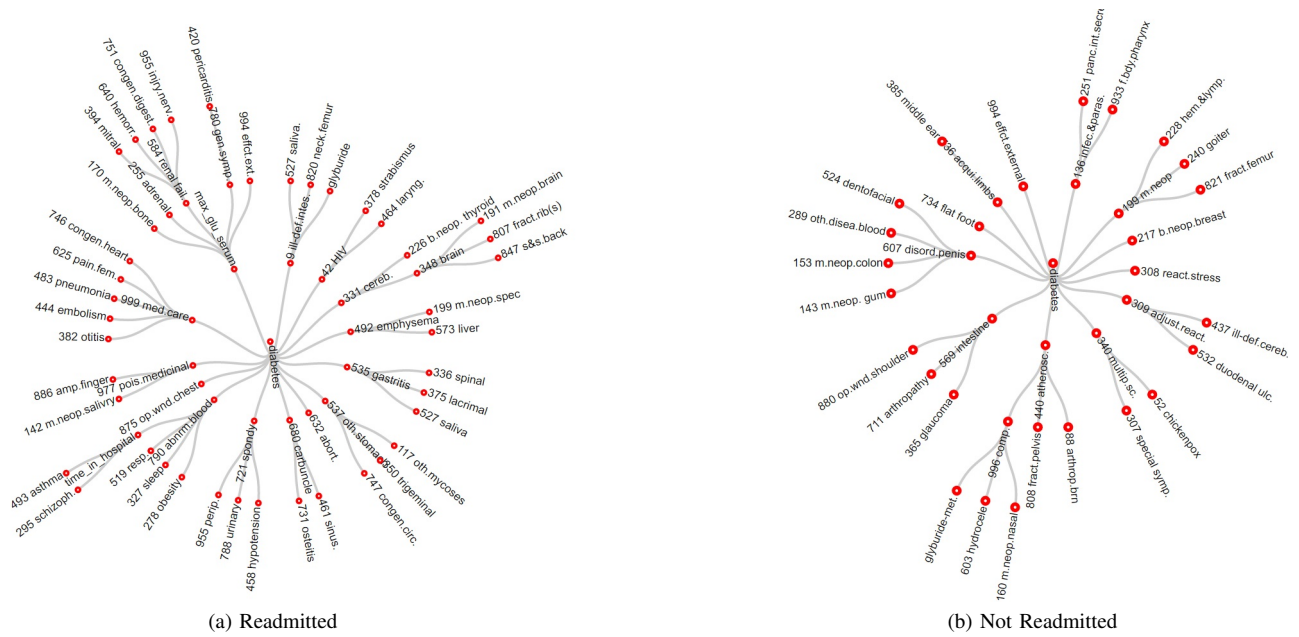 420 pericarditis
751 congen.digest.
955 injry.nerv.
640 hemorr.
394 mitral
780 gen.symp.
994 effct.ext.
584 renal.fail
255 adrenal
170 m.neop.bone
max_glu_serum
527 saliva.
820 neck.femur
glyburide
9 ill-def.intes.
378 strabismus
464 laryng.
42 HIV
226 b.neop. thyroid
191 m.neop.brain
807 fract.rib(s)
847 s&s.back
348 brain
331 cereb.
746 congen.heart
625 pain.fem.
483 pneumonia
999 med.care
444 embolism
382 otitis
199 m.neop.spec
492 emphysema
573 liver
diabetes
535 gastritis
336 spinal
375 lacrimal
527 saliva
977 pois.medicinal
886 amp.finger
142 m.neop.salivry
875 op.wnd.chest
790 abnrm.blood
time_in_hospital
493 asthma
295 schizoph.
519 resp.
327 sleep
278 obesity
721 spondy
955 perip.
788 urinary
458 hypotension
680 carbuncle
731 osteitis
461 sinus.
632 abort.
537 oth.stomach
117 oth.mycoses
350 trigeminal
747 congen.circ.
(a) Readmitted
251 panc.int.secre
933 f.bdy.pharynx
136 infec.&paras.
385 middle ear
994 effct.external
736 acqui.limbs
228 hem.&lymp.
240 goiter
821 fract.femur
199 m.neop
524 dentofacial
734 flat foot
289 oth.disea.blood
607 disord.penis
153 m.neop.colon
143 m.neop. gum
217 b.neop.breast
308 react.stress
diabetes
309 adjust.react.
437 ill-def.cereb.
532 duodenal ulc.
569 intestine
880 op.wnd.shoulder
711 arthropathy
365 glaucoma
340 multip.sc.
52 chickenpox
307 special symp.
440 atherosc.
996 comp.
808 fract.pelvis
88 arthrop.brn
glyburide-met.
603 hydrocele
160 m.neop.nasal
(b) Not Readmitted